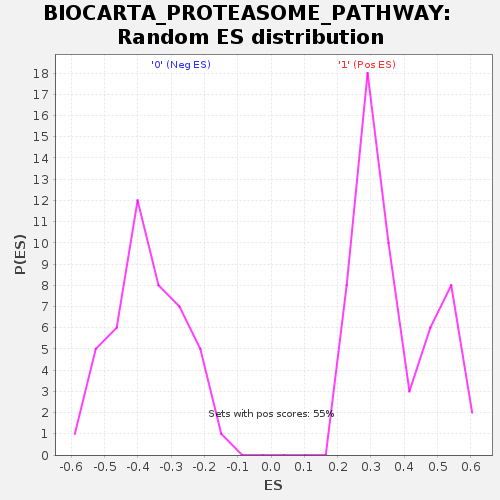 BIOCARTA_PROTEASOME_PATHWAY:
Random ES distribution
'0' (Neg ES) '1' (Pos ES)
18
17
16
15
14
13
12
11
10
9
8
7
6
5
4
3
2
1
0
P(ES)
Sets with pos scores: 55%
-0.6 -0.5 -0.4 -0.3 -0.2 -0.1 0.0 0.1 0.2 0.3 0.4 0.5 0.6
ES